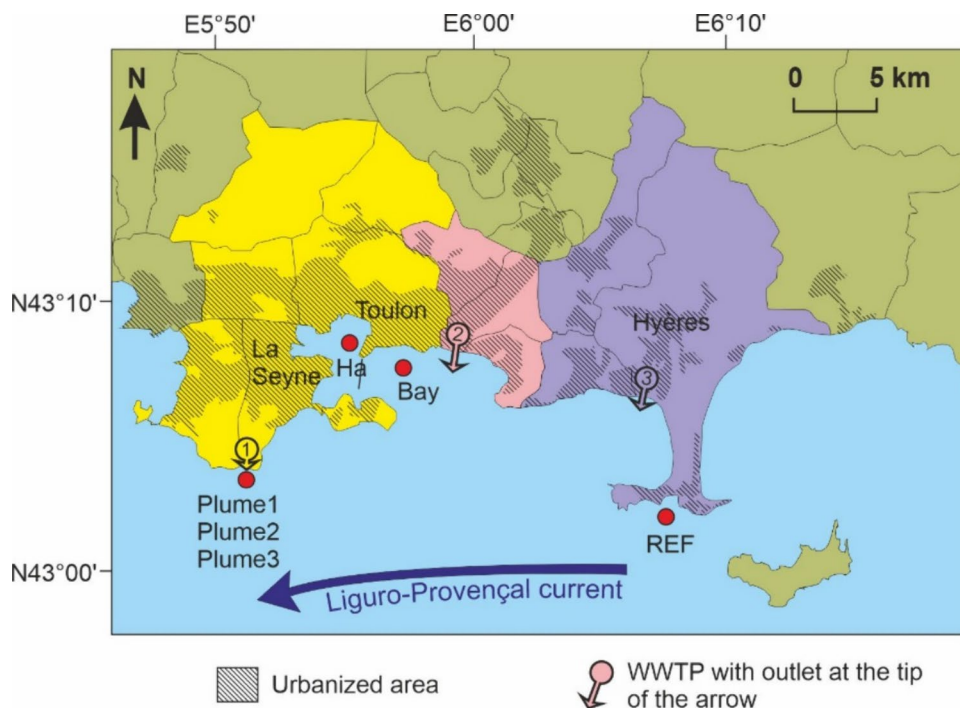 E5°50' E6°00' E6°10'
N
0 5 km
N43°10'
Toulon
2
Hyères
La
Seyne
Ha
Bay
3
1
Plume1
Plume2
Plume3
REF
N43°00'
Liguro-Provençal current
Urbanized area
WWTP with outlet at the tip
of the arrow